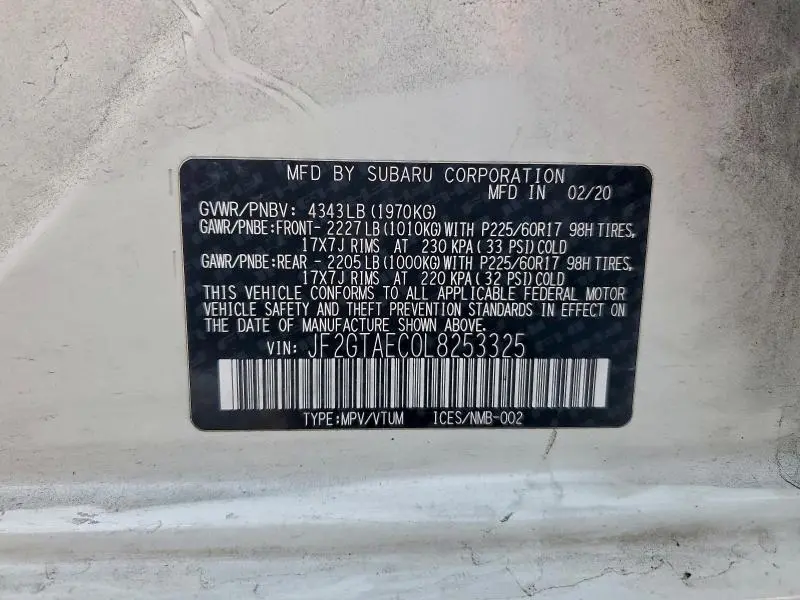 MFD BY SUBARU CORPORATION
MFD IN 02/20
GVWR/PNBV: 4343LB (1970KG)
GAWR/PNBE:FRONT- 2227 LB (1010KG) WITH P225/60R17 98H TIRES,
17X7J RIMS AT 230 KPA ( 33 PSI) COLD
GAWR/PNBE:REAR - 2205 LB (1000KG) WITH P225/60R17 98H TIRES,
17X7J RIMS AT 220 KPA ( 32 PSI) COLD
THIS VEHICLE CONFORMS TO ALL APPLICABLE FEDERAL MOTOR
VEHICLE SAFETY AND THEFT PREVENTION STANDARDS IN EFFECT ON
THE DATE OF MANUFACTURE SHOWN ABOVE.
VIN: JF2GTAEC0L8253325
TYPE:MPV/VTUM ICES/NMB-002